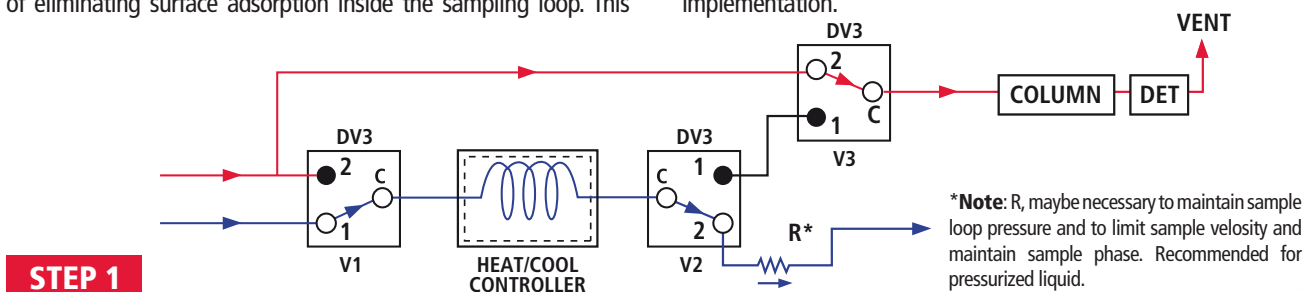 of eliminating surface adsorption inside the sampling loop. This
implementation.
VENT
DV3
2
C
1
V3
COLUMN
DET
DV3
2
C
1
V1
HEAT/COOL
CONTROLLER
DV3
1
C
2
V2
R*
*Note: R, maybe necessary to maintain sample
loop pressure and to limit sample velosity and
maintain sample phase. Recommended for
pressurized liquid.
STEP 1